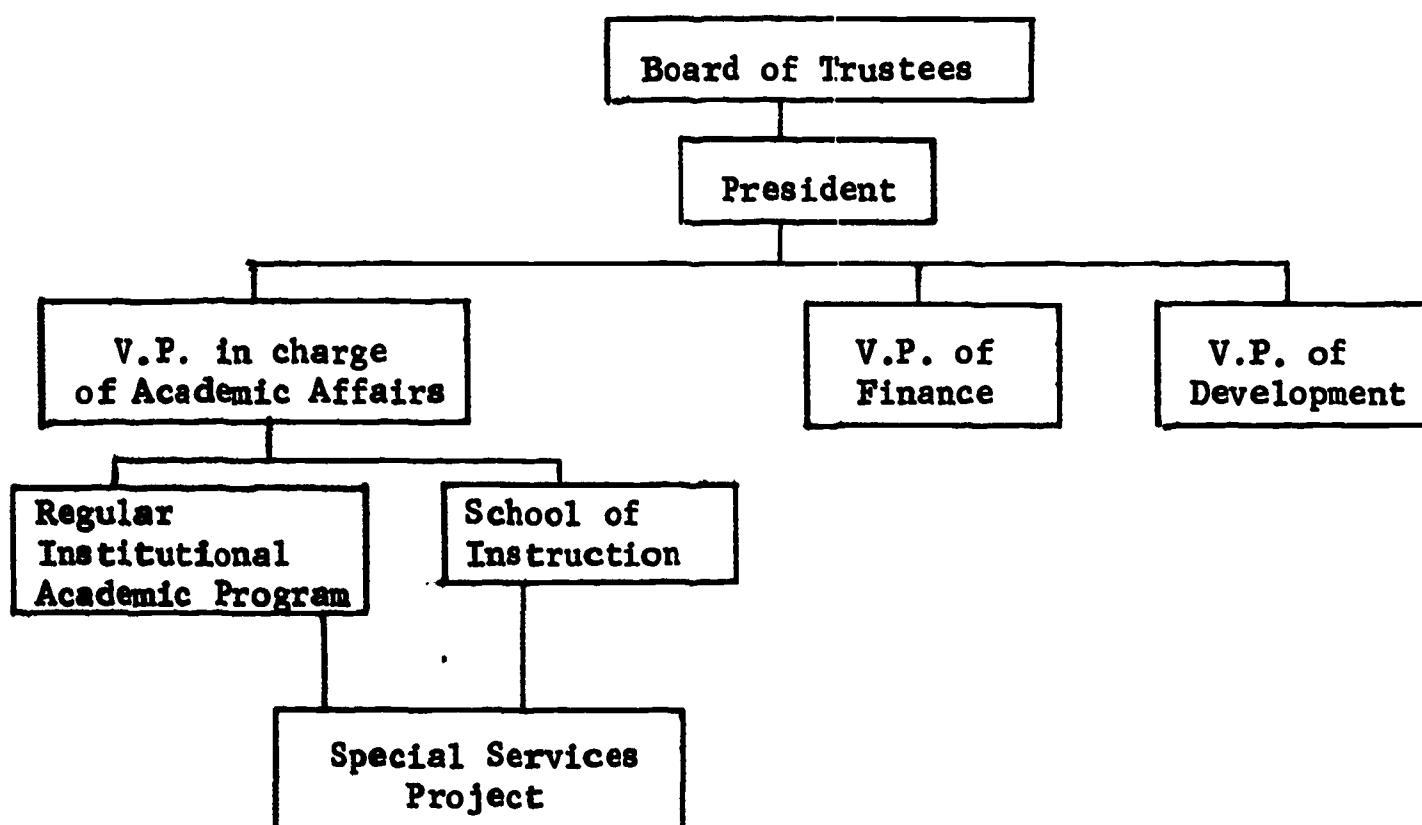 Board of Trustees
President
V.P. in charge
of Academic Affairs
V.P. of
Finance
V.P. of
Development
Regular
Institutional
Academic Program
School of
Instruction
Special Services
Project